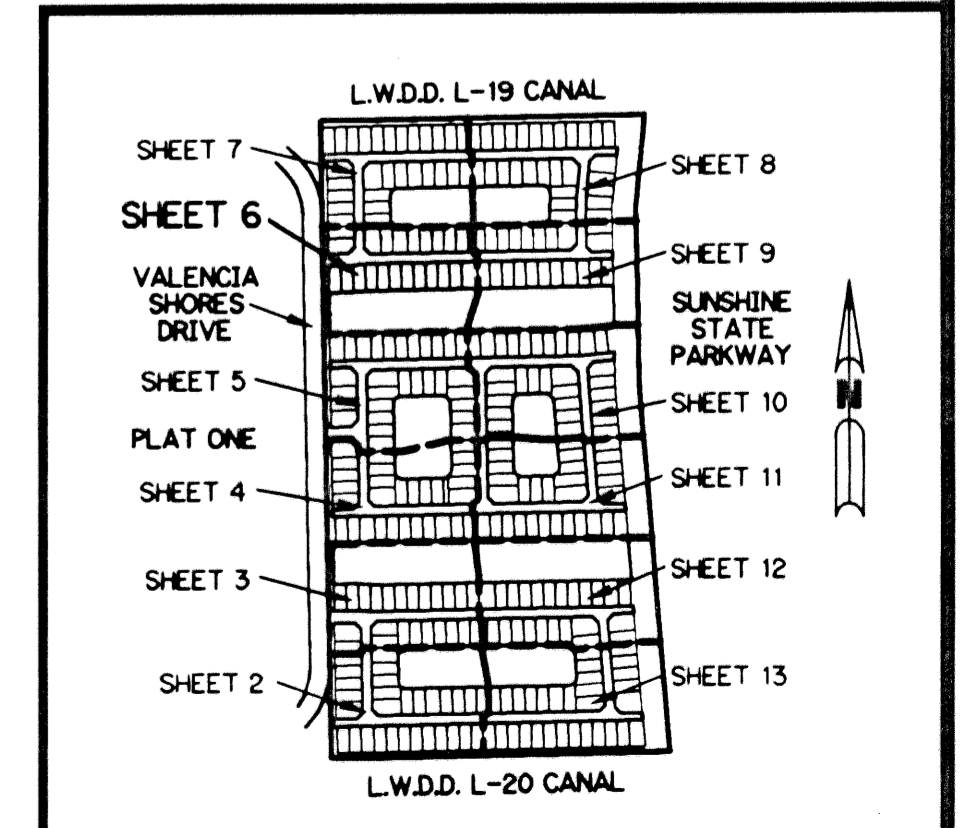 L.W.D.D. L-19 CANAL
SHEET 7
SHEET 8
SHEET 6
SHEET 9
VALENCIA
SHORES
DRIVE
SUNSHINE
STATE
PARKWAY
N
SHEET 5
SHEET 10
PLAT ONE
SHEET 4
SHEET 11
SHEET 3
SHEET 12
SHEET 2
SHEET 13
L.W.D.D. L-20 CANAL